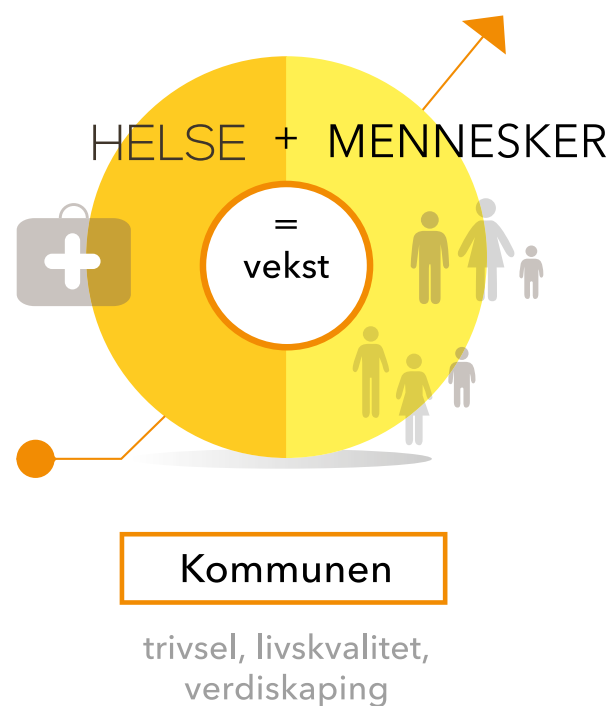 HELSE + MENNESKER
=
vekst
Kommunen
trivsel, livskvalitet,
verdiskaping